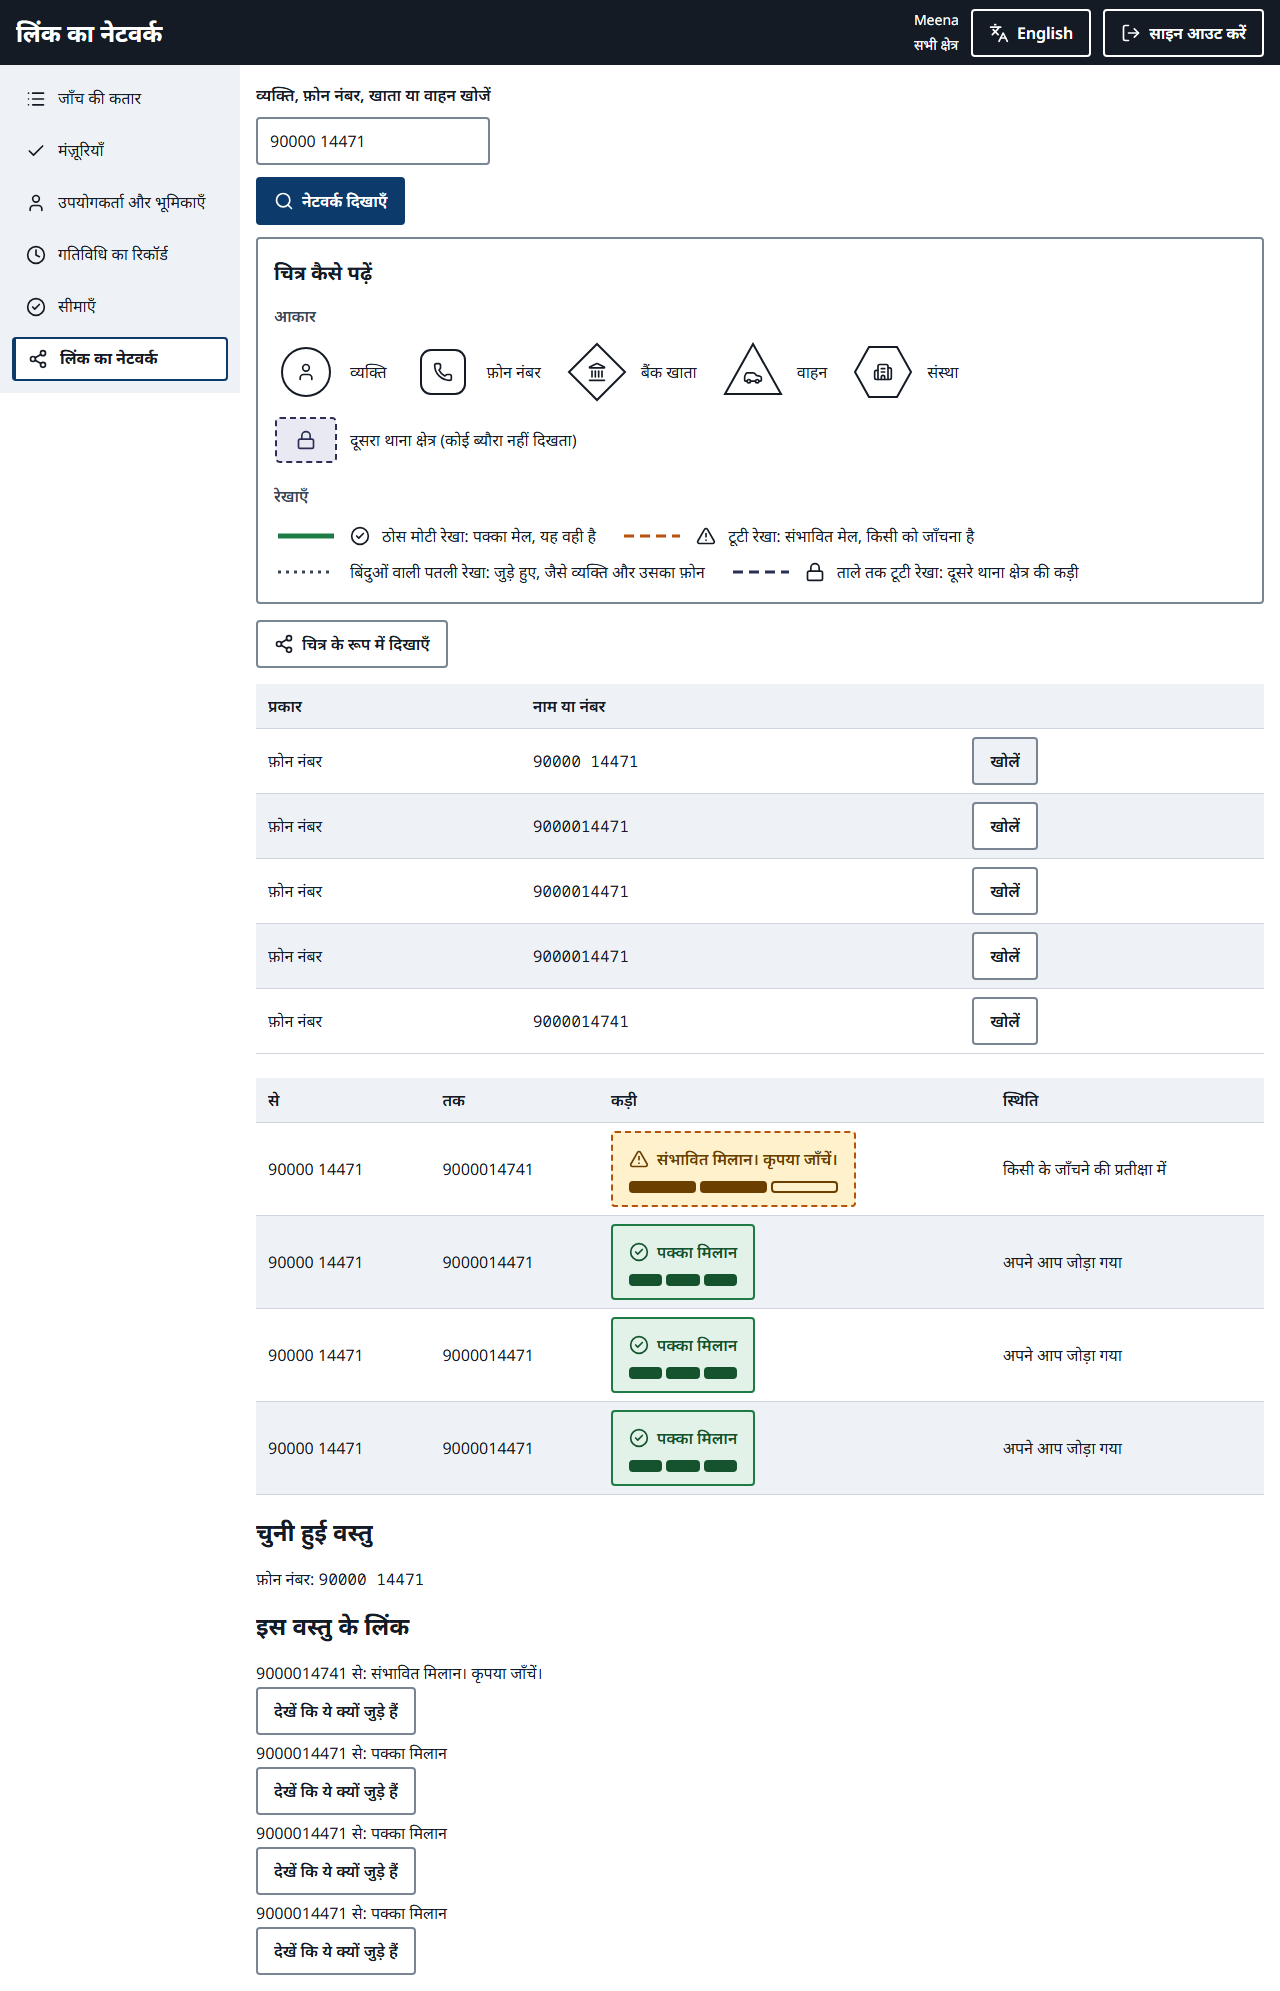 लिंक का नेटवर्क
Meena
सभी क्षेत्र
English
साइन आउट करें
जाँच की कतार
मंज़ूरियाँ
उपयोगकर्ता और भूमिकाएँ
गतिविधि का रिकॉर्ड
सीमाएँ
लिंक का नेटवर्क
व्यक्ति, फ़ोन नंबर, खाता या वाहन खोजें
90000 14471
नेटवर्क दिखाएँ
चित्र कैसे पढ़ें
आकार
व्यक्ति फ़ोन नंबर बैंक खाता वाहन संस्था
दूसरा थाना क्षेत्र (कोई ब्यौरा नहीं दिखता)
रेखाएँ
ठोस मोटी रेखा: पक्का मेल, यह वही है टूटी रेखा: संभावित मेल, किसी को जाँचना है
बिंदुओं वाली पतली रेखा: जुड़े हुए, जैसे व्यक्ति और उसका फ़ोन ताले तक टूटी रेखा: दूसरे थाना क्षेत्र की कड़ी
चित्र के रूप में दिखाएँ
प्रकार नाम या नंबर
फ़ोन नंबर 90000 14471 खोलें
फ़ोन नंबर 9000014471 खोलें
फ़ोन नंबर 9000014471 खोलें
फ़ोन नंबर 9000014471 खोलें
फ़ोन नंबर 9000014741 खोलें
से तक कड़ी स्थिति
90000 14471 9000014741 संभावित मिलान। कृपया जाँचें। किसी के जाँचने की प्रतीक्षा में
90000 14471 9000014471 पक्का मिलान अपने आप जोड़ा गया
90000 14471 9000014471 पक्का मिलान अपने आप जोड़ा गया
90000 14471 9000014471 पक्का मिलान अपने आप जोड़ा गया
चुनी हुई वस्तु
फ़ोन नंबर: 90000 14471
इस वस्तु के लिंक
9000014741 से: संभावित मिलान। कृपया जाँचें।
देखें कि ये क्यों जुड़े हैं
9000014471 से: पक्का मिलान
देखें कि ये क्यों जुड़े हैं
9000014471 से: पक्का मिलान
देखें कि ये क्यों जुड़े हैं
9000014471 से: पक्का मिलान
देखें कि ये क्यों जुड़े हैं